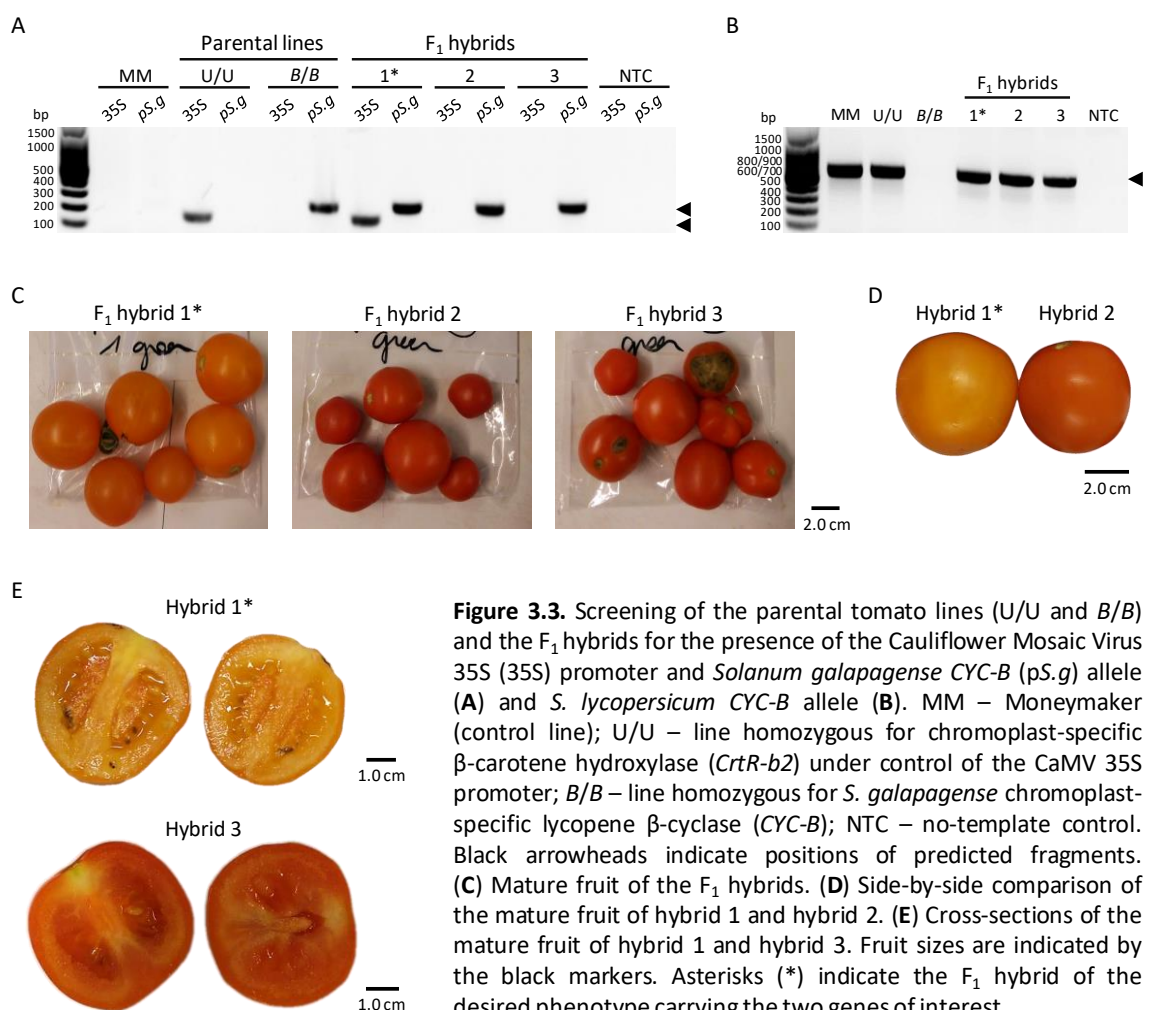 A
Parental lines
F1 hybrids
MM
U/U
B/B
1*
2
3
NTC
35S pS.g 35S pS.g 35S pS.g 35S pS.g 35S pS.g 35S pS.g 35S pS.g
bp
1500
1000
500
400
300
200
100
B
F1 hybrids
bp
MM U/U B/B 1* 2 3 NTC
1500
1000
800/900
600/700
500
400
300
200
100
C
F1 hybrid 1*
F1 hybrid 2
F1 hybrid 3
1 green
green
green
2.0 cm
D
Hybrid 1* Hybrid 2
2.0 cm
E
Hybrid 1*
1.0 cm
Hybrid 3
1.0 cm
Figure 3.3. Screening of the parental tomato lines (U/U and B/B)
and the F1 hybrids for the presence of the Cauliflower Mosaic Virus
35S (35S) promoter and Solanum galapagense CYC-B (pS.g) allele
(A) and S. lycopersicum CYC-B allele (B). MM – Moneymaker
(control line); U/U – line homozygous for chromoplast-specific
β-carotene hydroxylase (CrtR-b2) under control of the CaMV 35S
promoter; B/B – line homozygous for S. galapagense chromoplast-
specific lycopene β-cyclase (CYC-B); NTC – no-template control.
Black arrowheads indicate positions of predicted fragments.
(C) Mature fruit of the F1 hybrids. (D) Side-by-side comparison of
the mature fruit of hybrid 1 and hybrid 2. (E) Cross-sections of the
mature fruit of hybrid 1 and hybrid 3. Fruit sizes are indicated by
the black markers. Asterisks (*) indicate the F1 hybrid of the
desired phenotype carrying the two genes of interest